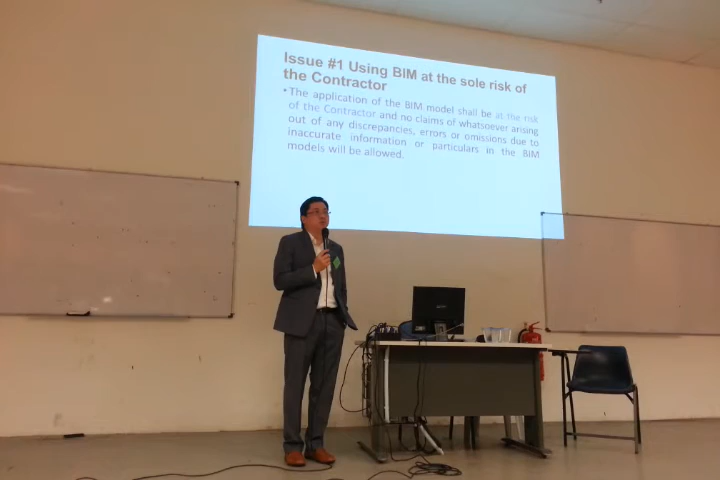 Issue #1 Using BIM at the sole risk of
the Contractor
•The application of the BIM model shall be at the risk
of the Contractor and no claims of whatsoever arising
out of any discrepancies, errors or omissions due to
inaccurate information or particulars in the BIM
models will be allowed.